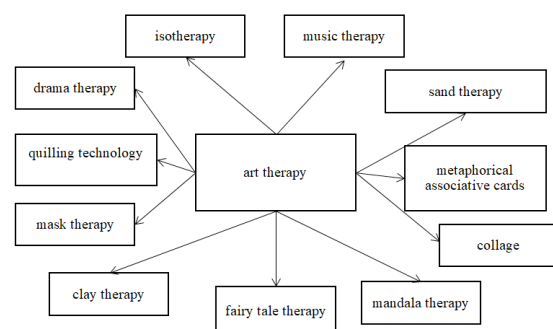 isotherapy
music therapy
drama therapy
sand therapy
quilling technology
art therapy
metaphorical
associative cards
mask therapy
collage
clay therapy
fairy tale therapy
mandala therapy